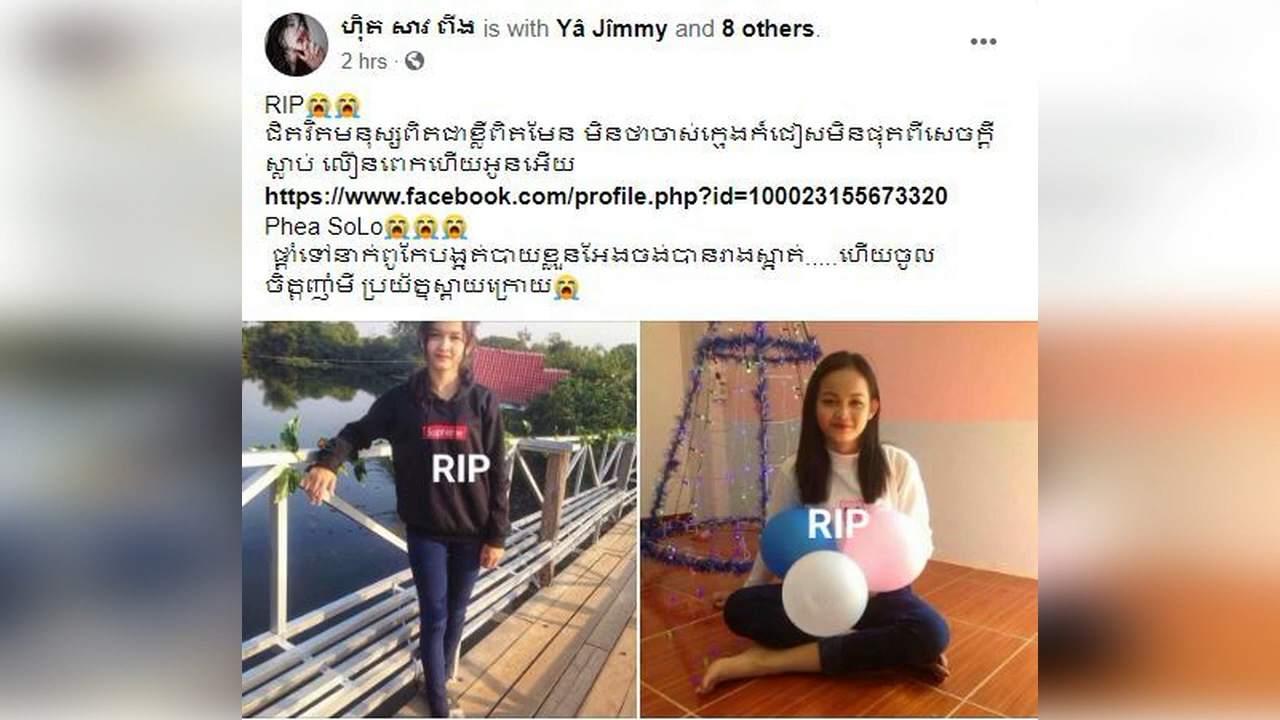 ហ៊ិត សាវ ពីង is with Yâ Jîmmy and 8 others.
2 hrs ·
RIP😭😭
ជិតវិតមនុស្សពិតជាខ្លីពិតមែន មិនថាចាស់ក្មេងកំជៀសមិនផុតពីសេចក្ដី
ស្លាប់ លឿនពេកហើយអូនអើយ
https://www.facebook.com/profile.php?id=100023155673320
Phea SoLo😭😭😭
ផ្ដាំទៅនាក់ពូកែបង្អត់បាយខ្លួនអែងចង់បានរាងស្អាត.....ហើយចូល
ចិត្តញ៉ាំមី ប្រយ័ត្នស្ដាយក្រោយ😭
Supreme
RIP
RIP